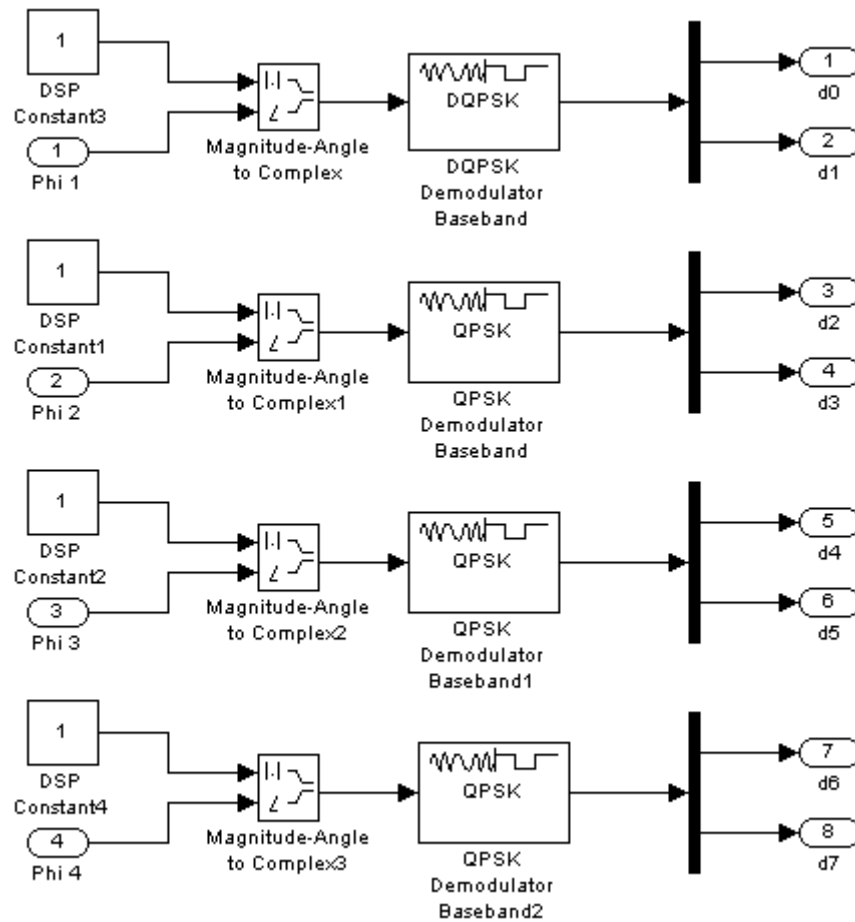 1
DSP
Constant3
1
Phi 1
|.|
∠
Magnitude-Angle
to Complex
DQPSK
DQPSK
Demodulator
Baseband
1
d0
2
d1
1
DSP
Constant1
2
Phi 2
|.|
∠
Magnitude-Angle
to Complex1
QPSK
QPSK
Demodulator
Baseband
3
d2
4
d3
1
DSP
Constant2
3
Phi 3
|.|
∠
Magnitude-Angle
to Complex2
QPSK
QPSK
Demodulator
Baseband1
5
d4
6
d5
1
DSP
Constant4
4
Phi 4
|.|
∠
Magnitude-Angle
to Complex3
QPSK
QPSK
Demodulator
Baseband2
7
d6
8
d7